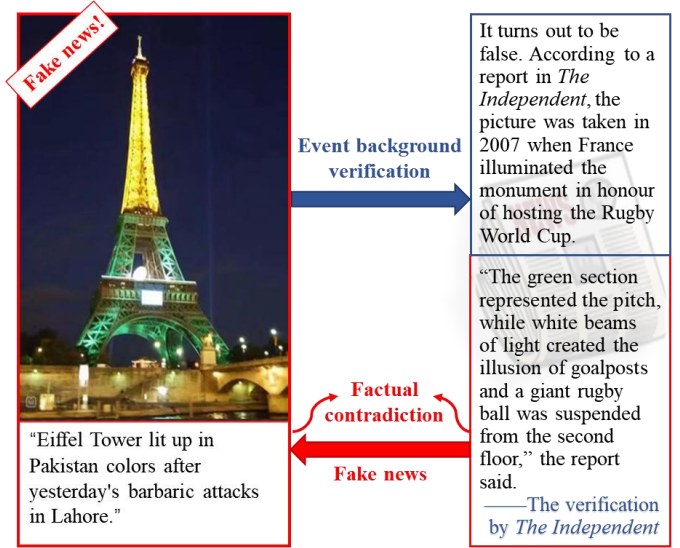 Fake news!
"Eiffel Tower lit up in
Pakistan colors after
yesterday's barbaric attacks
in Lahore."
Event background
verification
It turns out to be
false. According to a
report in The
Independent, the
picture was taken in
2007 when France
illuminated the
monument in honour
of hosting the Rugby
World Cup.
“The green section
represented the pitch,
while white beams
of light created the
illusion of goalposts
and a giant rugby
ball was suspended
from the second
floor,” the report
said.
——The verification
by The Independent
Factual
contradiction
Fake news
NEWS